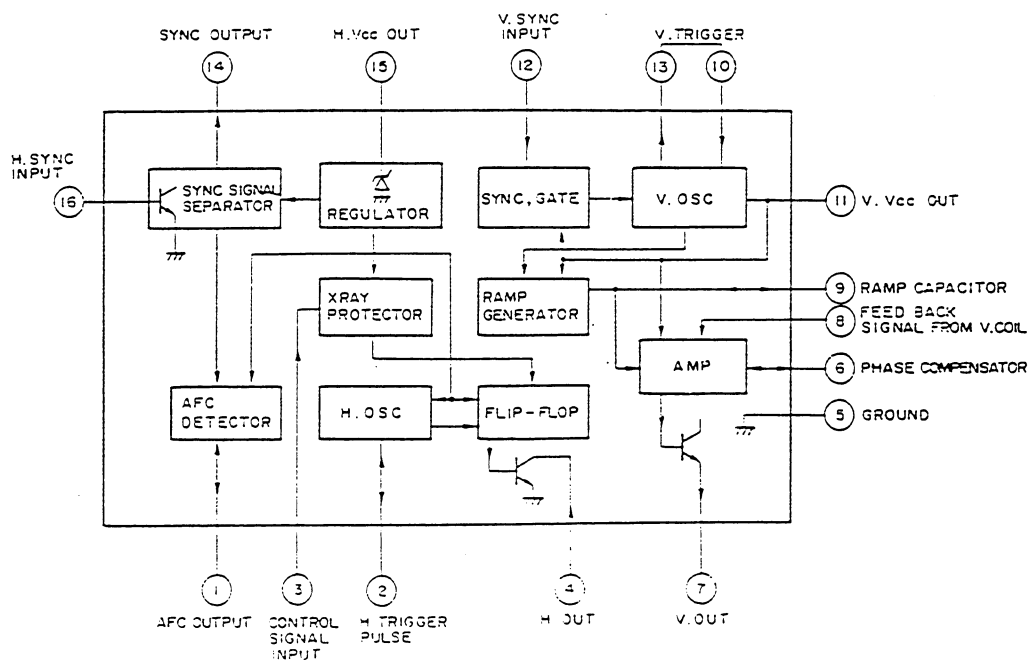 SYNC OUTPUT
H.Vcc OUT
V. SYNC
INPUT
V. TRIGGER
14
15
12
13
10
H. SYNC
INPUT
16
SYNC SIGNAL
SEPARATOR
REGULATOR
SYNC, GATE
V. OSC
11
V. Vcc OUT
XRAY
PROTECTOR
RAMP
GENERATOR
9
RAMP CAPACITOR
8
FEED BACK
SIGNAL FROM V.COIL
AMP
6
PHASE COMPENSATOR
AFC
DETECTOR
H. OSC
FLIP-FLOP
5
GROUND
1
3
2
4
7
AFC OUTPUT
CONTROL
SIGNAL
INPUT
H. TRIGGER
PULSE
H. OUT
V. OUT